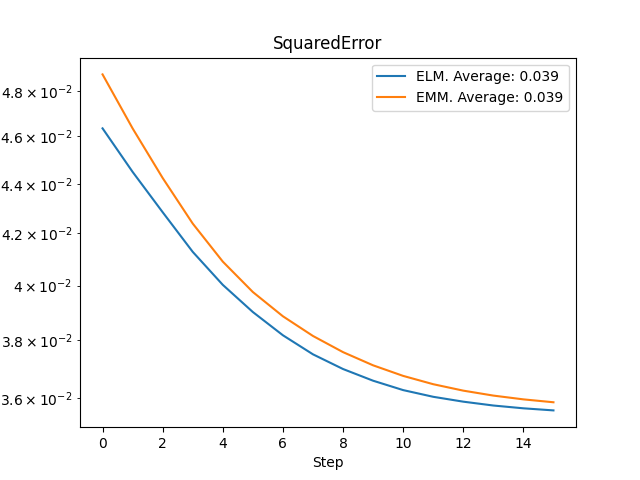 SquaredError
ELM. Average: 0.039
EMM. Average: 0.039
4.8 × 10⁻²
4.6 × 10⁻²
4.4 × 10⁻²
4.2 × 10⁻²
4 × 10⁻²
3.8 × 10⁻²
3.6 × 10⁻²
0 2 4 6 8 10 12 14
Step